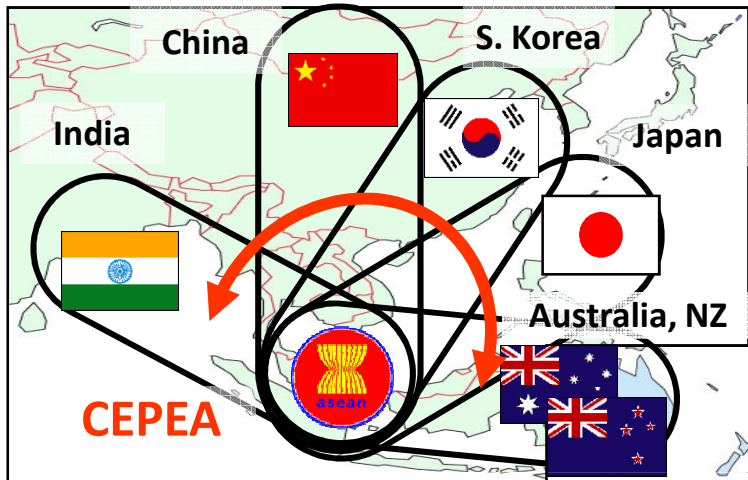 China
S. Korea
India
Japan
Australia, NZ
asean
CEPEA